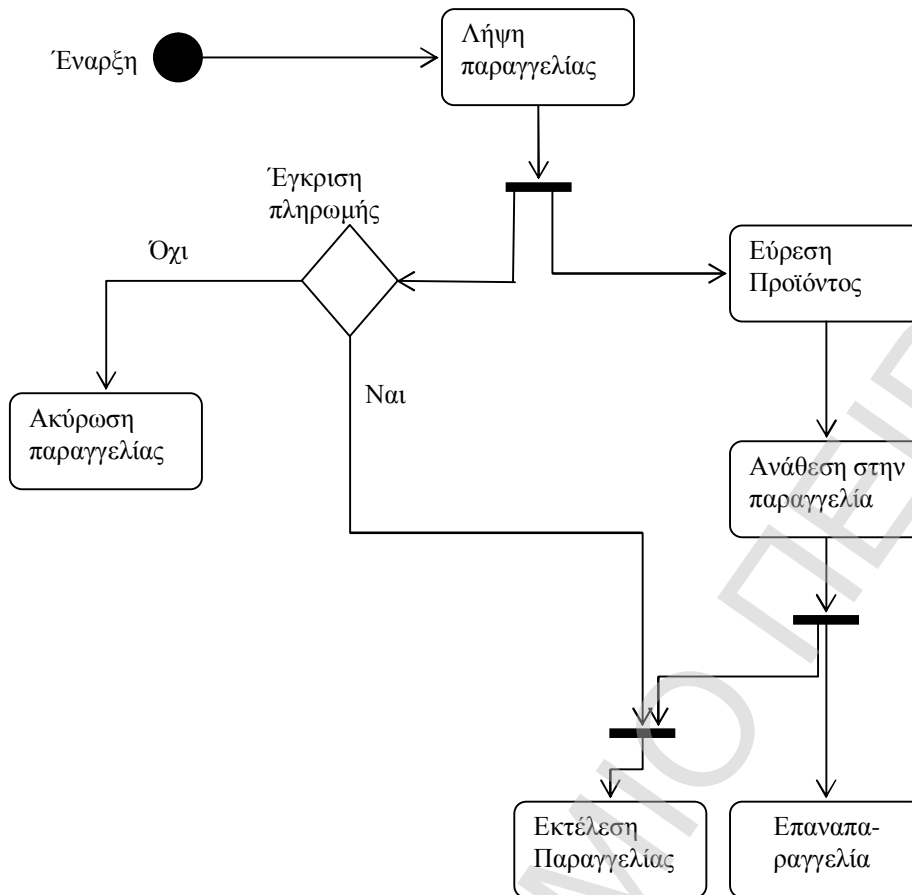 Έναρξη
Λήψη
παραγγελίας
Έγκριση
πληρωμής
Όχι
Εύρεση
Προϊόντος
Ναι
Ακύρωση
παραγγελίας
Ανάθεση στην
παραγγελία
Εκτέλεση
Παραγγελίας
Επαναπα-
ραγγελία